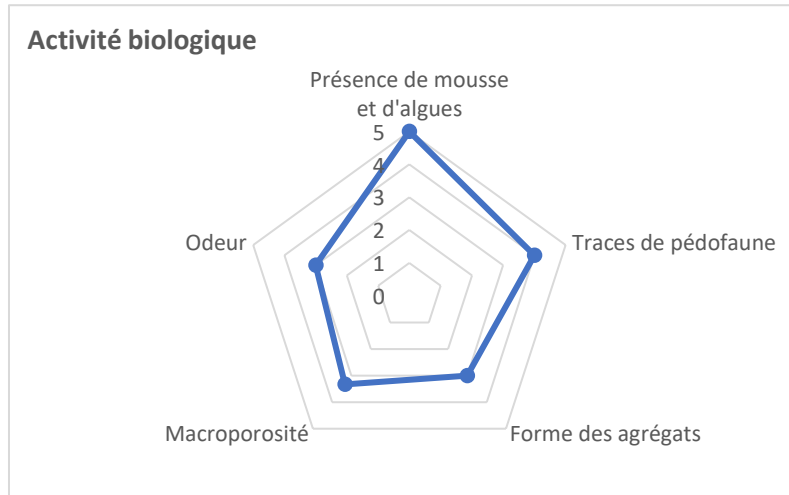 Activité biologique
Présence de mousse
et d'algues
5
4
3
2
1
0
Traces de pédofaune
Forme des agrégats
Macroporosité
Odeur